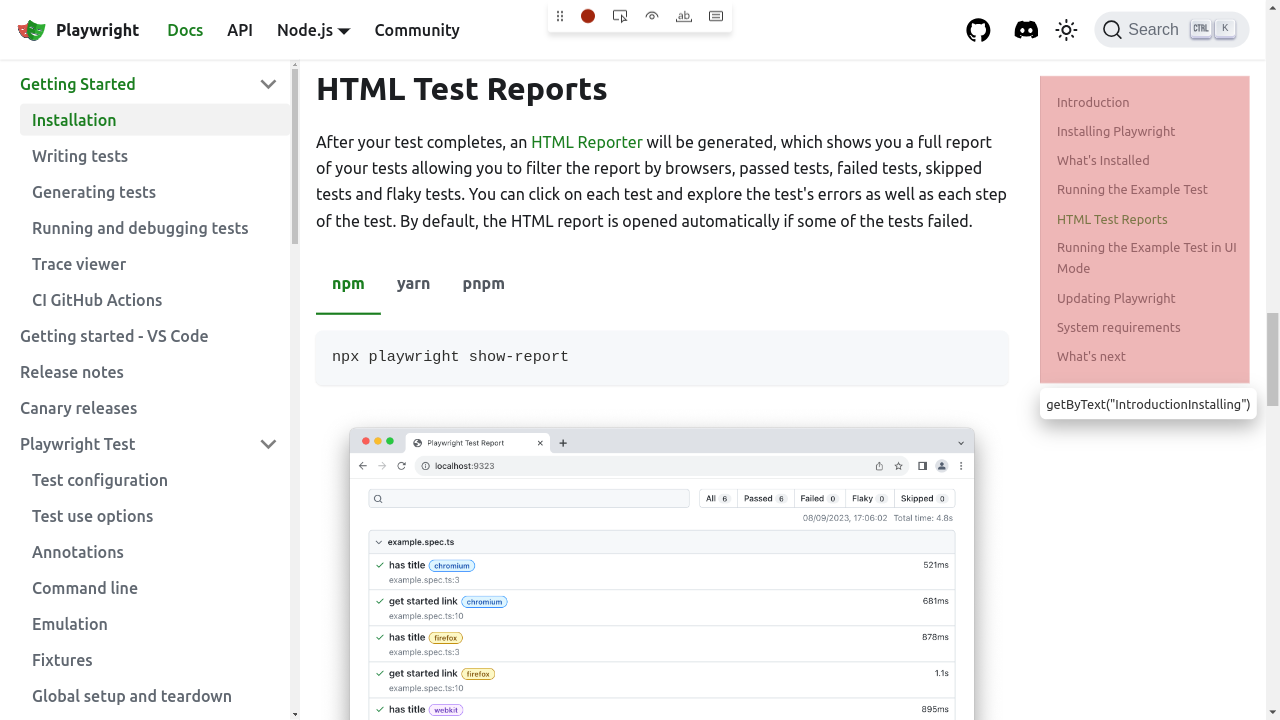 Playwright
Docs
API
Node.js
Community
ab
Search
CTRL K
Getting Started
Installation
Writing tests
Generating tests
Running and debugging tests
Trace viewer
CI GitHub Actions
Getting started - VS Code
Release notes
Canary releases
Playwright Test
Test configuration
Test use options
Annotations
Command line
Emulation
Fixtures
Global setup and teardown
HTML Test Reports
After your test completes, an HTML Reporter will be generated, which shows you a full report
of your tests allowing you to filter the report by browsers, passed tests, failed tests, skipped
tests and flaky tests. You can click on each test and explore the test's errors as well as each step
of the test. By default, the HTML report is opened automatically if some of the tests failed.
npm
yarn
pnpm
npx playwright show-report
Playwright Test Report
localhost:9323
All 6
Passed 6
Failed 0
Flaky 0
Skipped 0
08/09/2023, 17:06:02 Total time: 4.8s
example.spec.ts
has title chromium 521ms
example.spec.ts:3
get started link chromium 681ms
example.spec.ts:10
has title firefox 878ms
example.spec.ts:3
get started link firefox 1.1s
example.spec.ts:10
has title webkit 895ms
Introduction
Installing Playwright
What's Installed
Running the Example Test
HTML Test Reports
Running the Example Test in UI
Mode
Updating Playwright
System requirements
What's next
getByText("IntroductionInstalling")